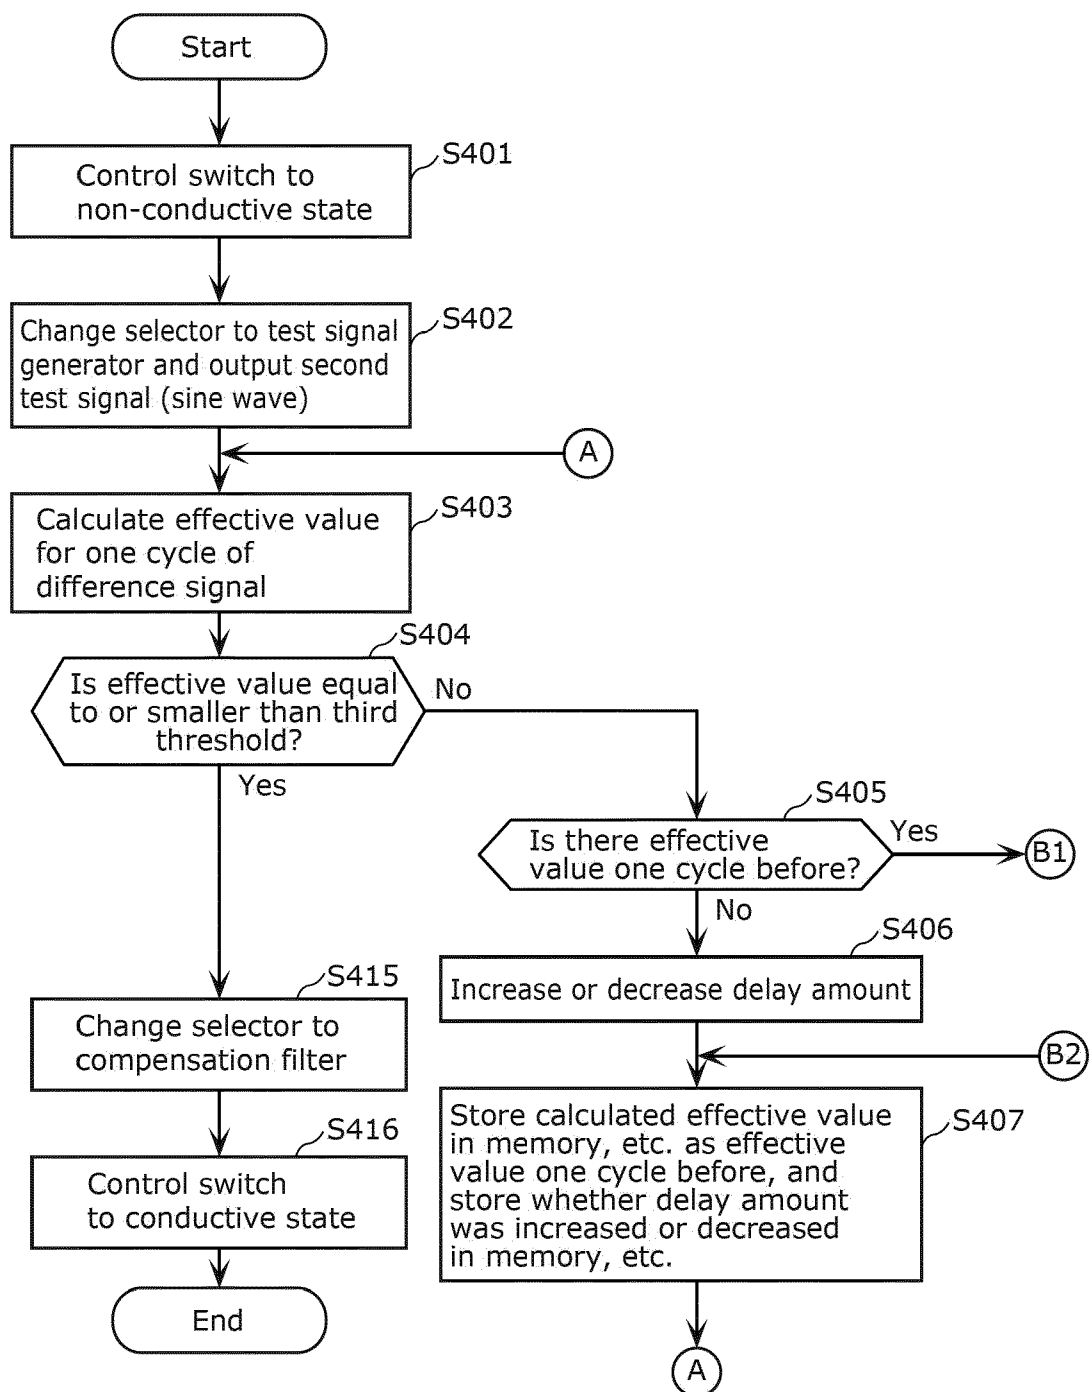 Start
S401
Control switch to
non-conductive state
S402
Change selector to test signal
generator and output second
test signal (sine wave)
A
S403
Calculate effective value
for one cycle of
difference signal
S404
Is effective value equal
to or smaller than third
threshold?
No
Yes
S405
Is there effective
value one cycle before?
Yes
B1
No
S406
Increase or decrease delay amount
S415
Change selector to
compensation filter
B2
S407
Store calculated effective value
in memory, etc. as effective
value one cycle before, and
store whether delay amount
was increased or decreased
in memory, etc.
S416
Control switch
to conductive state
End
A